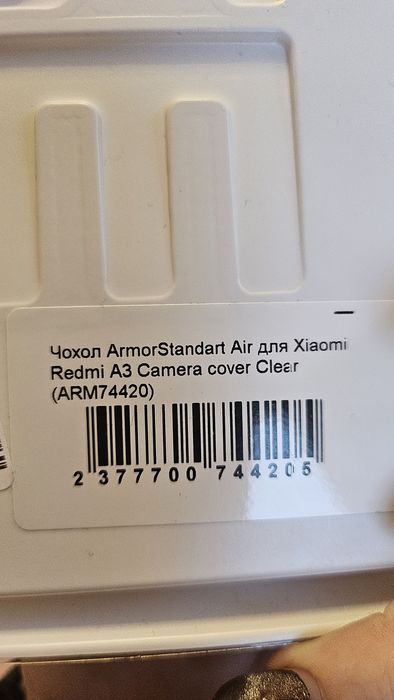 Чохол ArmorStandart Air для Xiaomi
Redmi A3 Camera cover Clear
(ARM74420)
2 377700 744205